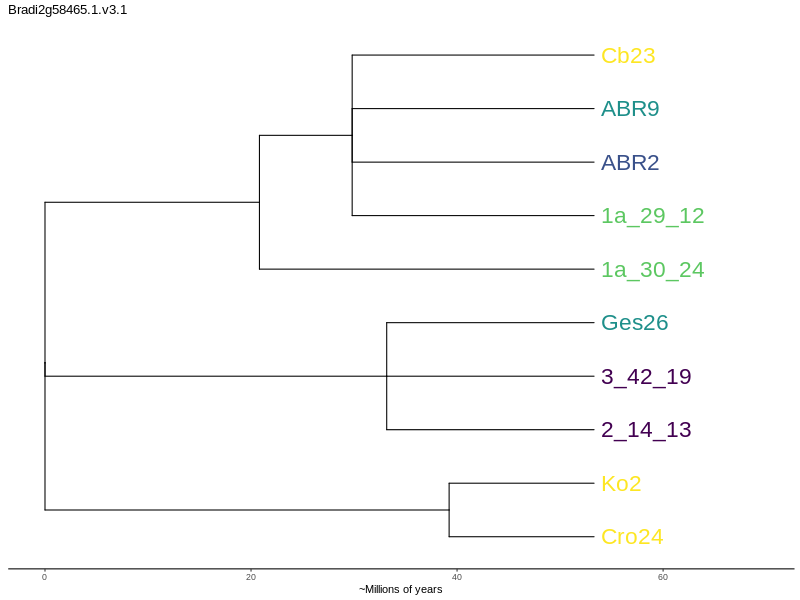 Bradi2g58465.1.v3.1
Cb23
ABR9
ABR2
1a_29_12
1a_30_24
Ges26
3_42_19
2_14_13
Ko2
Cro24
0 20 40 60
~Millions of years